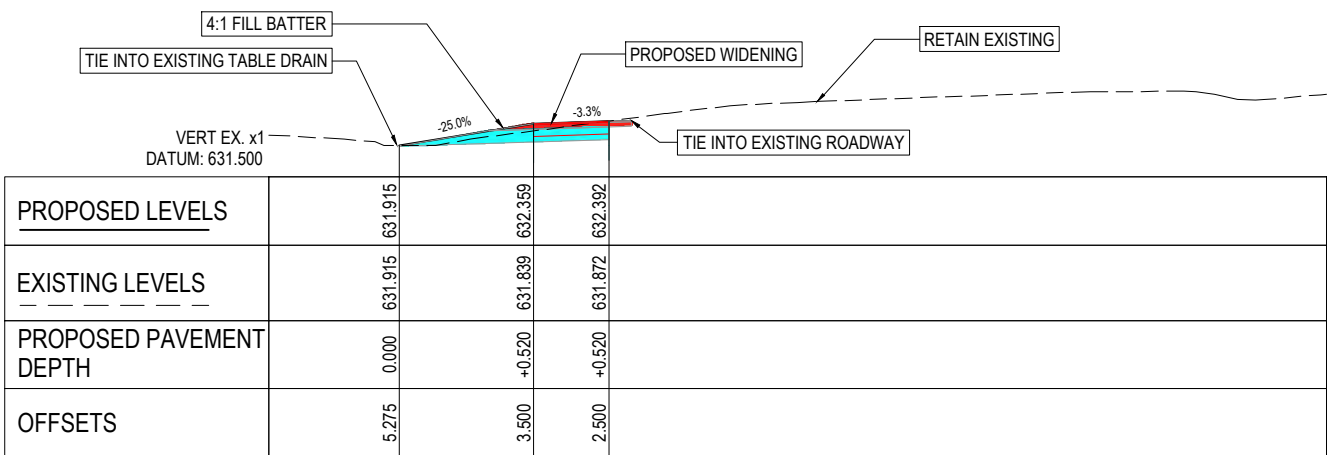 4:1 FILL BATTER
RETAIN EXISTING
TIE INTO EXISTING TABLE DRAIN
PROPOSED WIDENING
-25.0%
-3.3%
VERT EX. x1
DATUM: 631.500
TIE INTO EXISTING ROADWAY
PROPOSED LEVELS 631.915 632.359 632.392
EXISTING LEVELS 631.915 631.839 631.872
PROPOSED PAVEMENT
DEPTH 0.000 +0.520 +0.520
OFFSETS 5.275 3.500 2.500